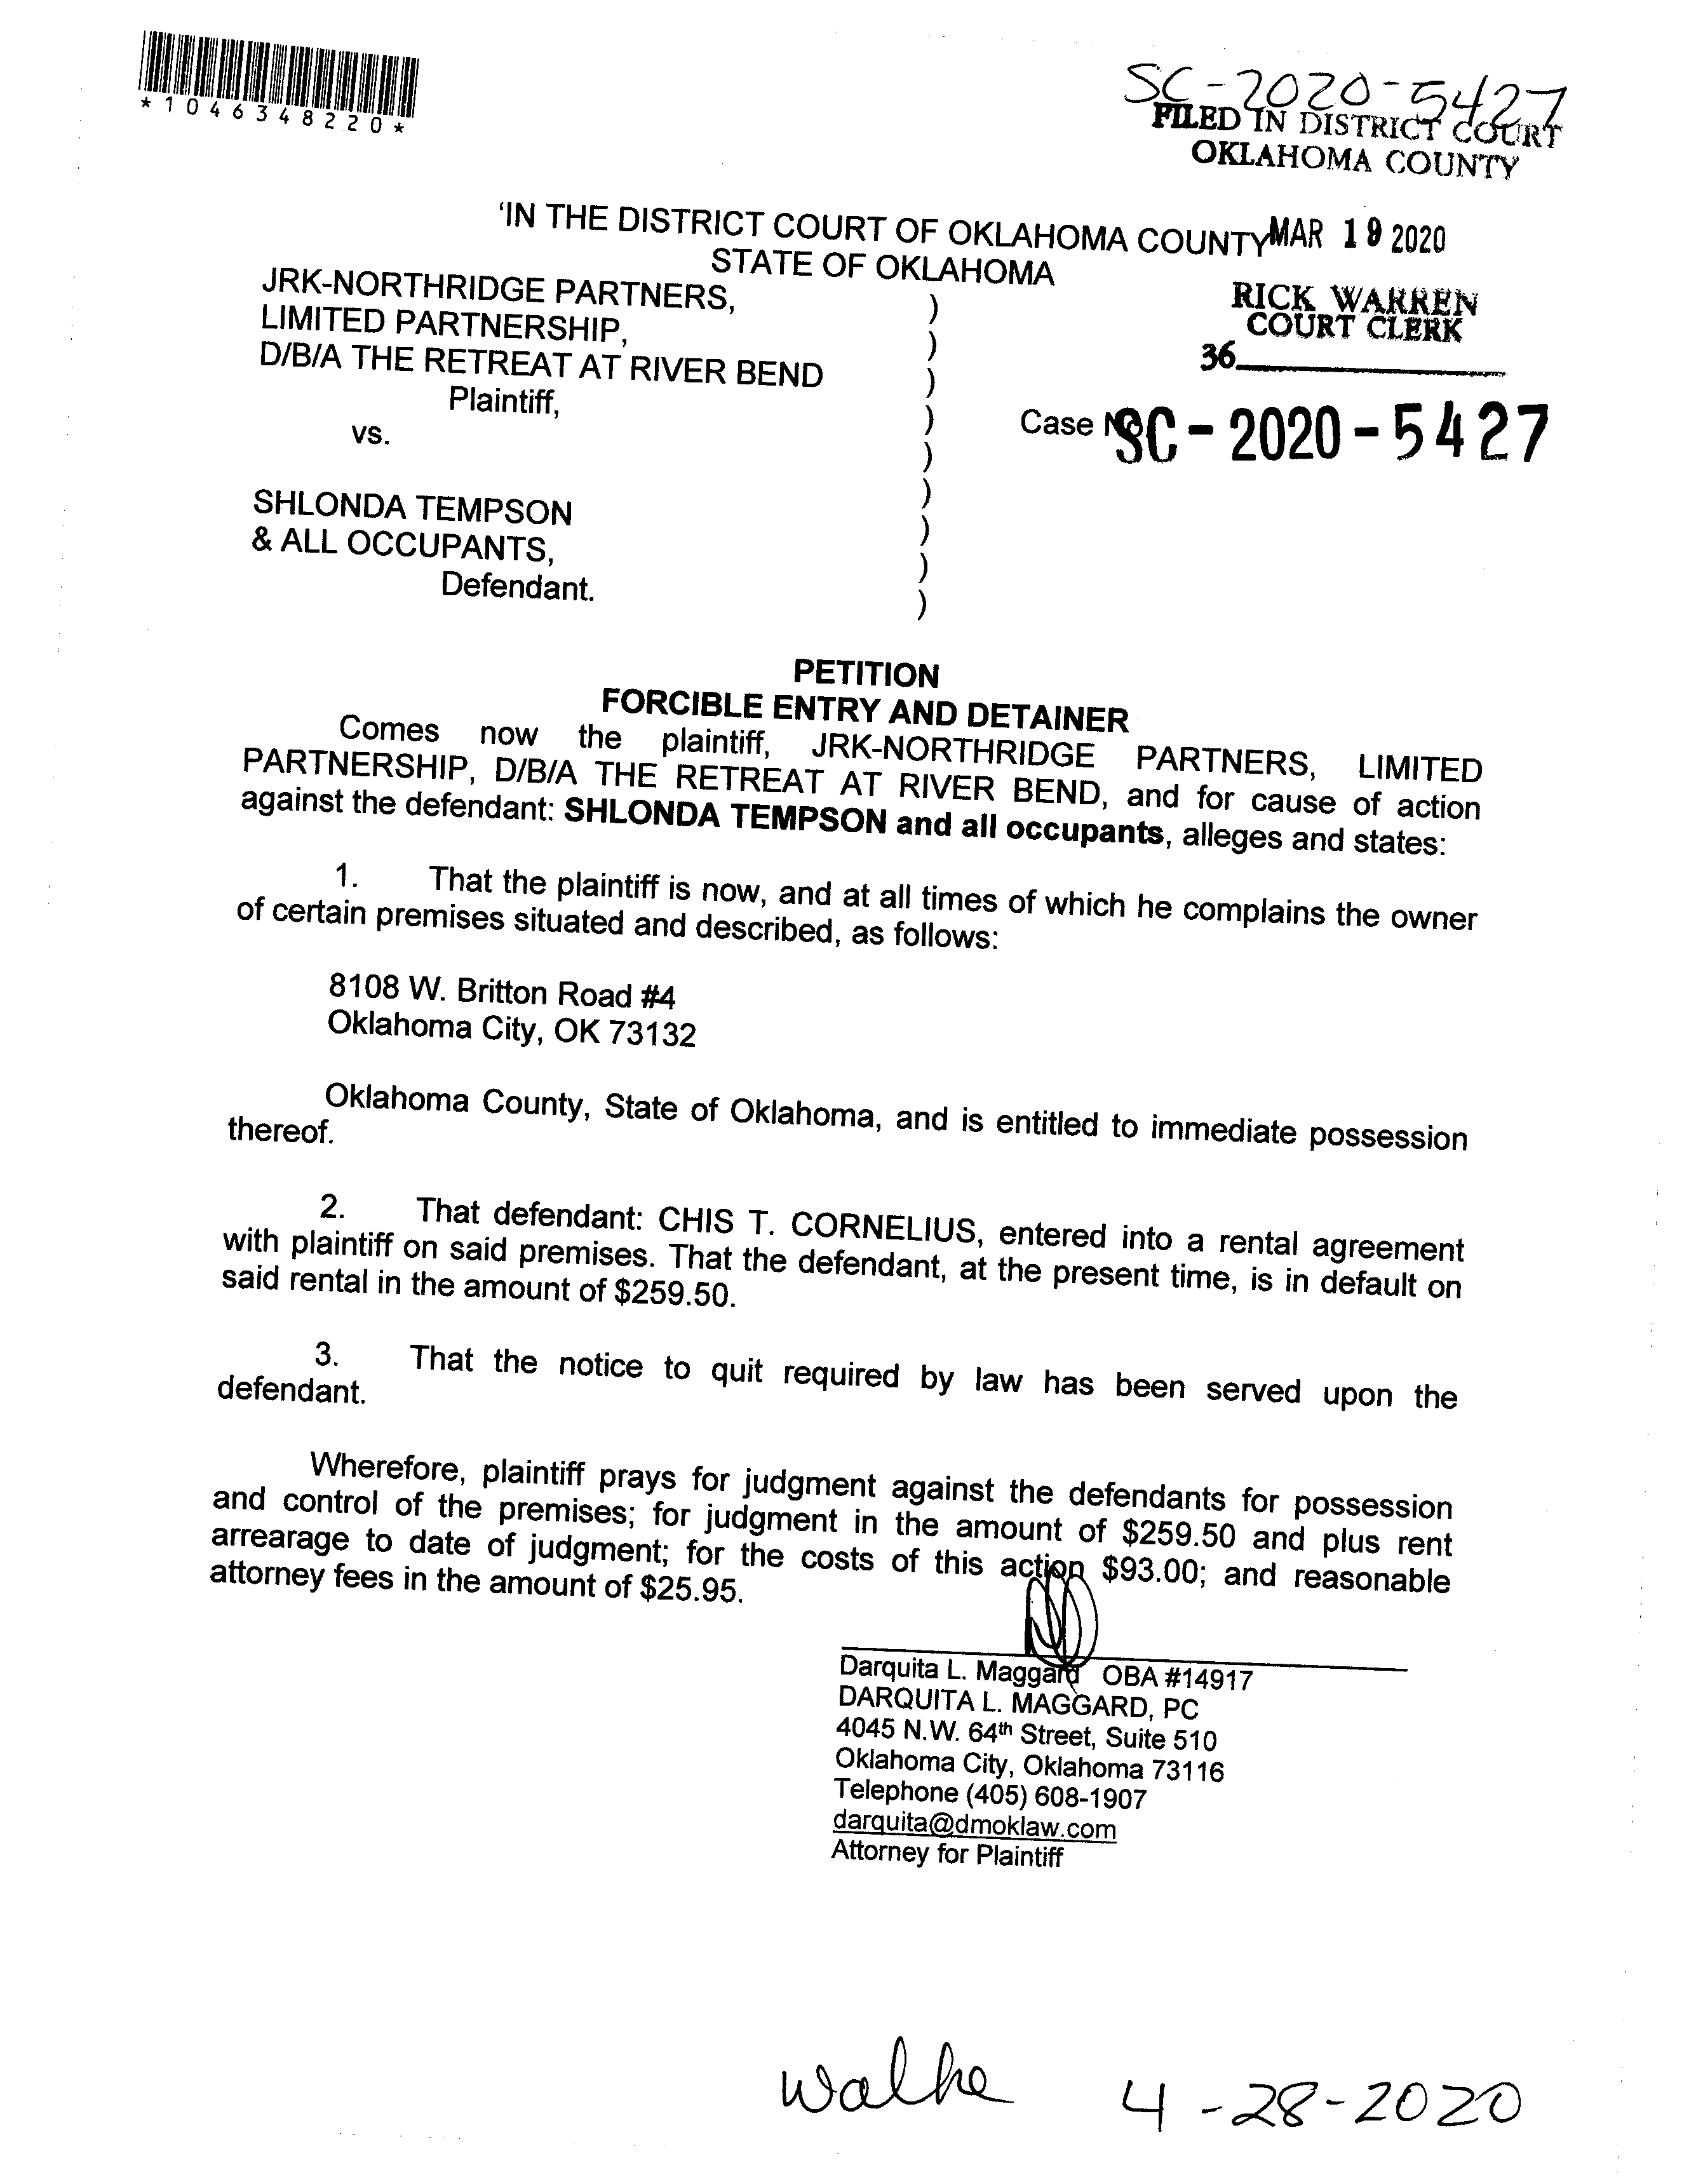 *1046348220*
SC-2020-5427
FILED IN DISTRICT COURT
OKLAHOMA COUNTY
'IN THE DISTRICT COURT OF OKLAHOMA COUNTY
MAR 19 2020
STATE OF OKLAHOMA
RICK WARREN
COURT CLERK
36
JRK-NORTHRIDGE PARTNERS, )
LIMITED PARTNERSHIP, )
D/B/A THE RETREAT AT RIVER BEND )
Plaintiff, )
Case No SC-2020-5427
vs. )
)
SHLONDA TEMPSON )
& ALL OCCUPANTS, )
Defendant. )
PETITION
FORCIBLE ENTRY AND DETAINER
Comes now the plaintiff, JRK-NORTHRIDGE PARTNERS, LIMITED
PARTNERSHIP, D/B/A THE RETREAT AT RIVER BEND, and for cause of action
against the defendant: SHLONDA TEMPSON and all occupants, alleges and states:
1. That the plaintiff is now, and at all times of which he complains the owner
of certain premises situated and described, as follows:
8108 W. Britton Road #4
Oklahoma City, OK 73132
Oklahoma County, State of Oklahoma, and is entitled to immediate possession
thereof.
2. That defendant: CHIS T. CORNELIUS, entered into a rental agreement
with plaintiff on said premises. That the defendant, at the present time, is in default on
said rental in the amount of $259.50.
3. That the notice to quit required by law has been served upon the
defendant.
Wherefore, plaintiff prays for judgment against the defendants for possession
and control of the premises; for judgment in the amount of $259.50 and plus rent
arrearage to date of judgment; for the costs of this action $93.00; and reasonable
attorney fees in the amount of $25.95.
Darquita L. Maggard OBA #14917
DARQUITA L. MAGGARD, PC
4045 N.W. 64th Street, Suite 510
Oklahoma City, Oklahoma 73116
Telephone (405) 608-1907
darquita@dmoklaw.com
Attorney for Plaintiff
4-28-2020